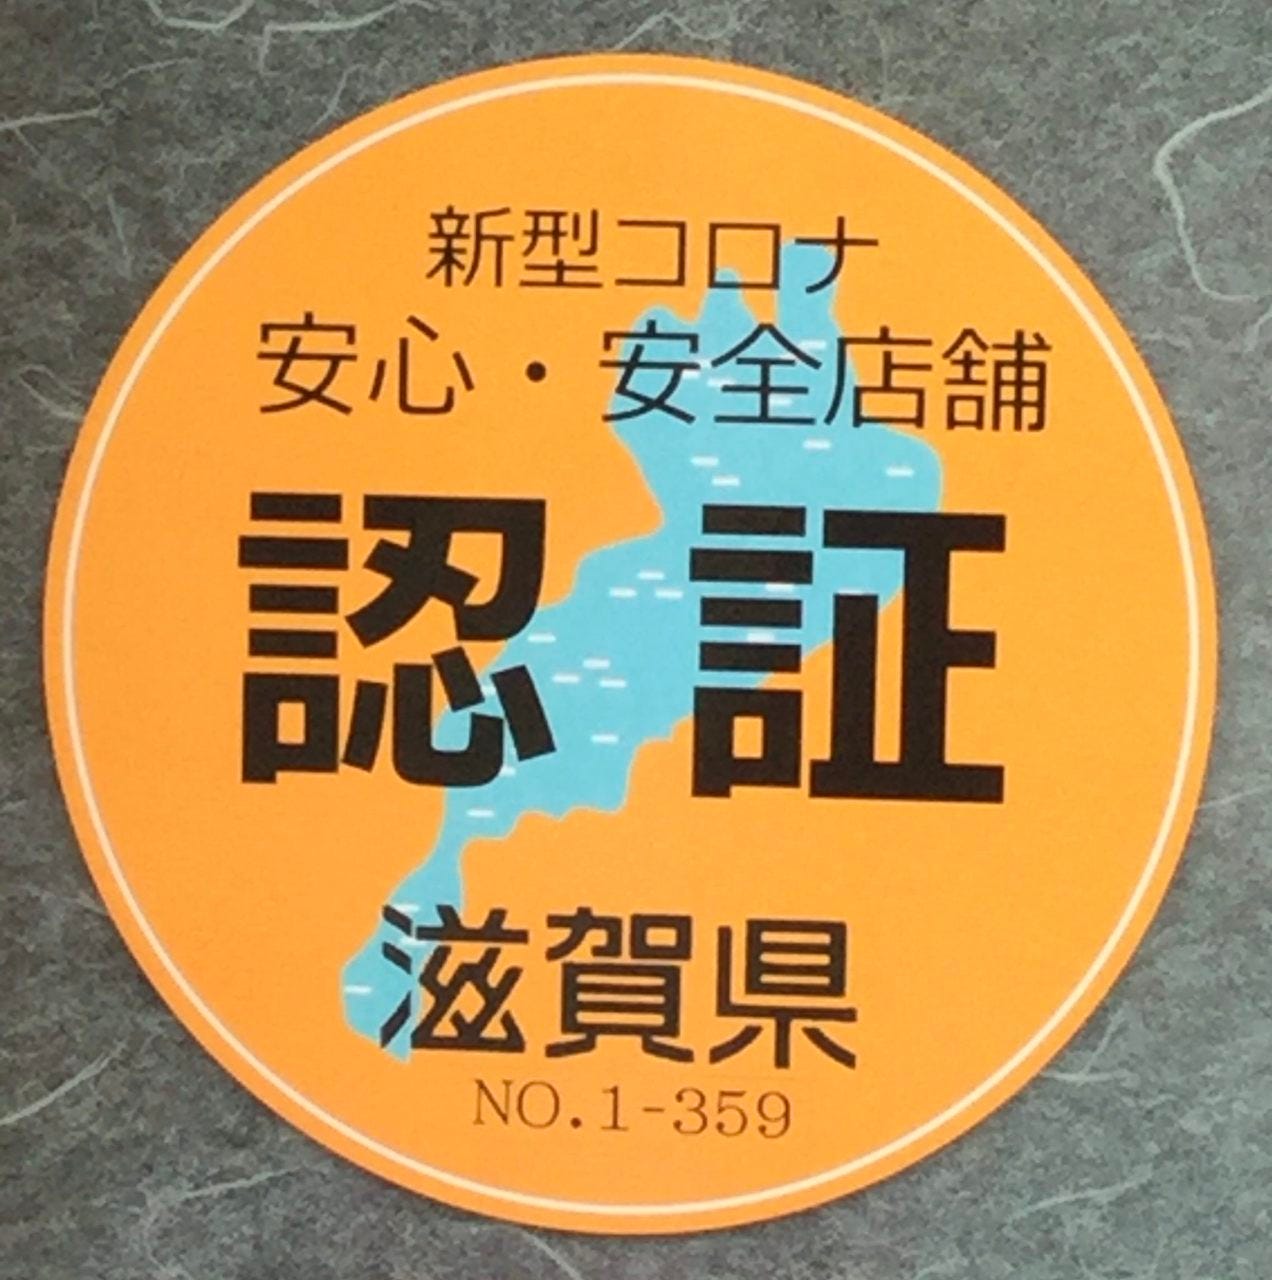 新型コロナ
安心・安全店舗
認証
滋賀県
NO.1-359